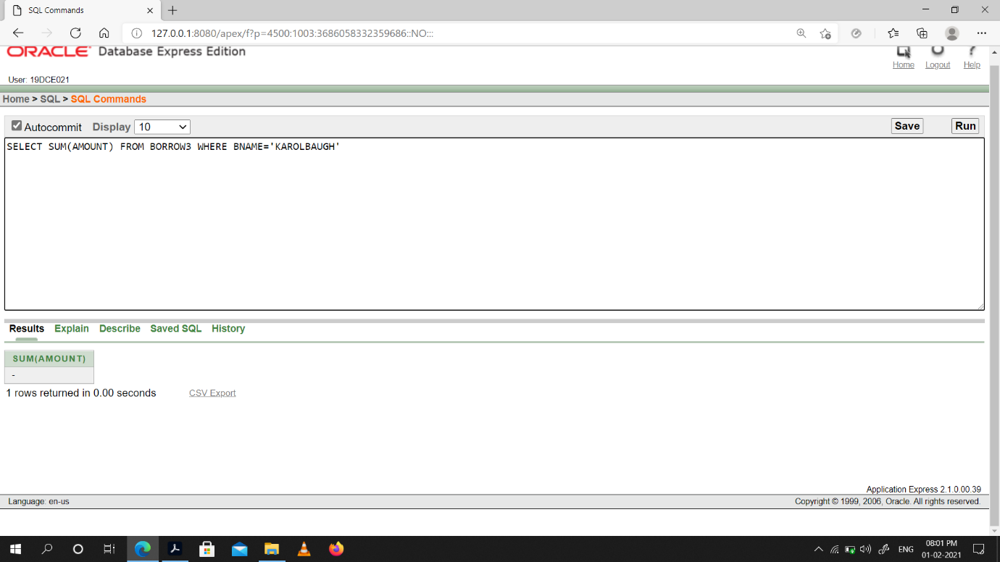 SQL Commands
127.0.0.1:8080/apex/f?p=4500:1003:3686058332359686::NO:::
ORACLE Database Express Edition
Home Logout Help
User: 19DCE021
Home > SQL > SQL Commands
Autocommit Display 10 Save Run
SELECT SUM(AMOUNT) FROM BORROW3 WHERE BNAME='KAROLBAUGH'
Results Explain Describe Saved SQL History
SUM(AMOUNT)
-
1 rows returned in 0.00 seconds CSV Export
Application Express 2.1.0.00.39
Language: en-us Copyright © 1999, 2006, Oracle. All rights reserved.
ENG 08:01 PM
01-02-2021